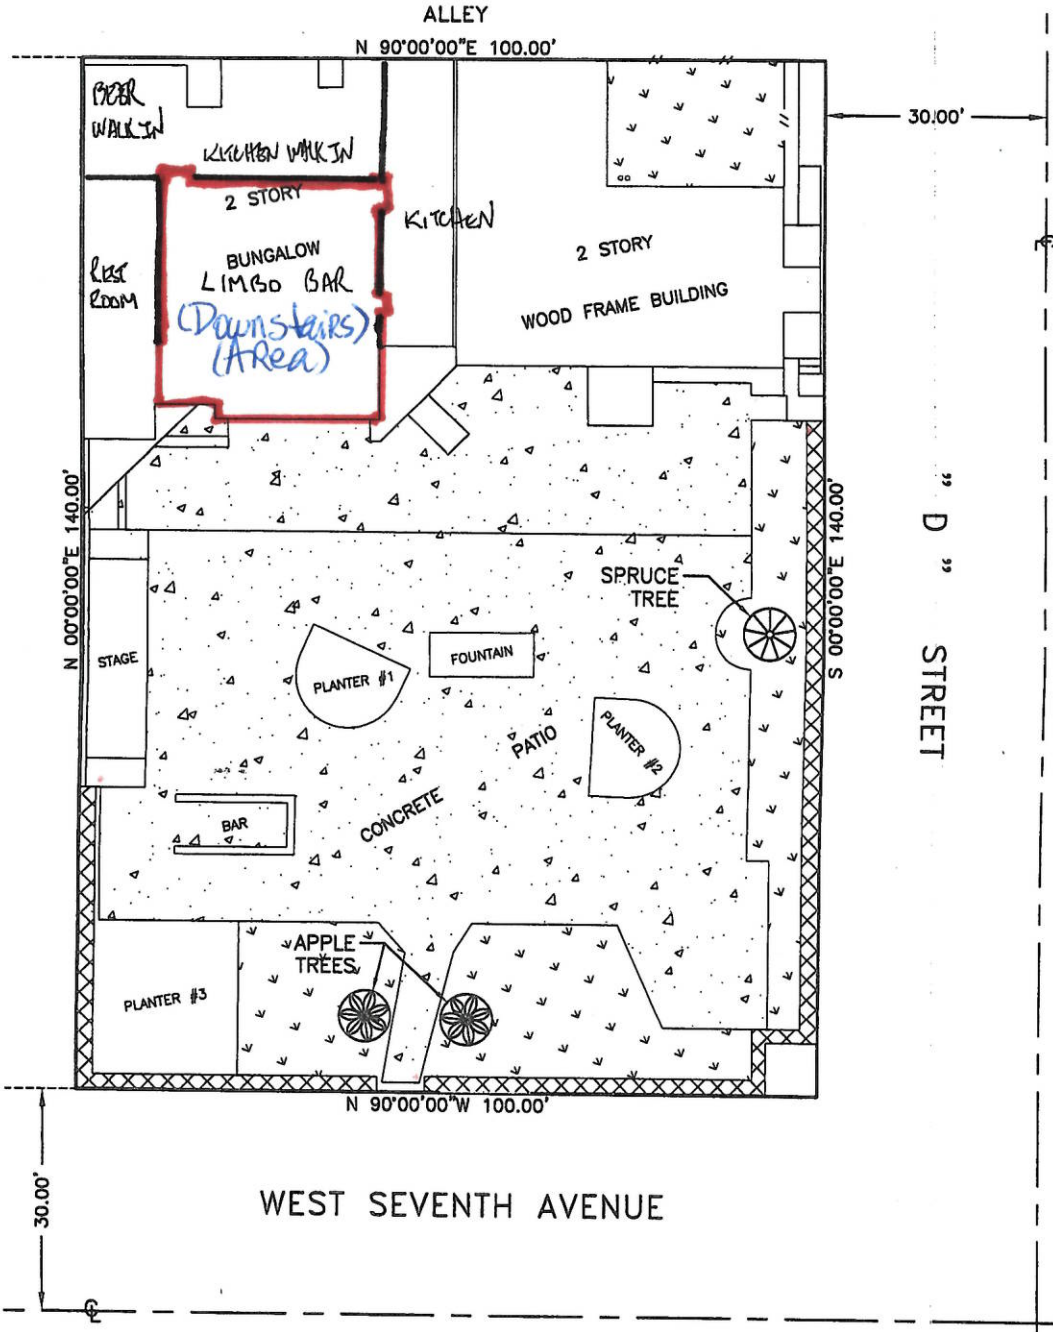 ALLEY
N 90°00'00"E 100.00'
BEER
WALK IN
KITCHEN WALK IN
30.00'
2 STORY
KITCHEN
BUNGALOW
LIMBO BAR
(Downstairs)
(Area)
REST
ROOM
2 STORY
WOOD FRAME BUILDING
N 00°00'00"E 140.00'
S 00°00'00"E 140.00'
" D " STREET
SPRUCE
TREE
STAGE
PLANTER #1
FOUNTAIN
PLANTER #2
CONCRETE PATIO
BAR
APPLE
TREES
PLANTER #3
N 90°00'00"W 100.00'
30.00'
WEST SEVENTH AVENUE